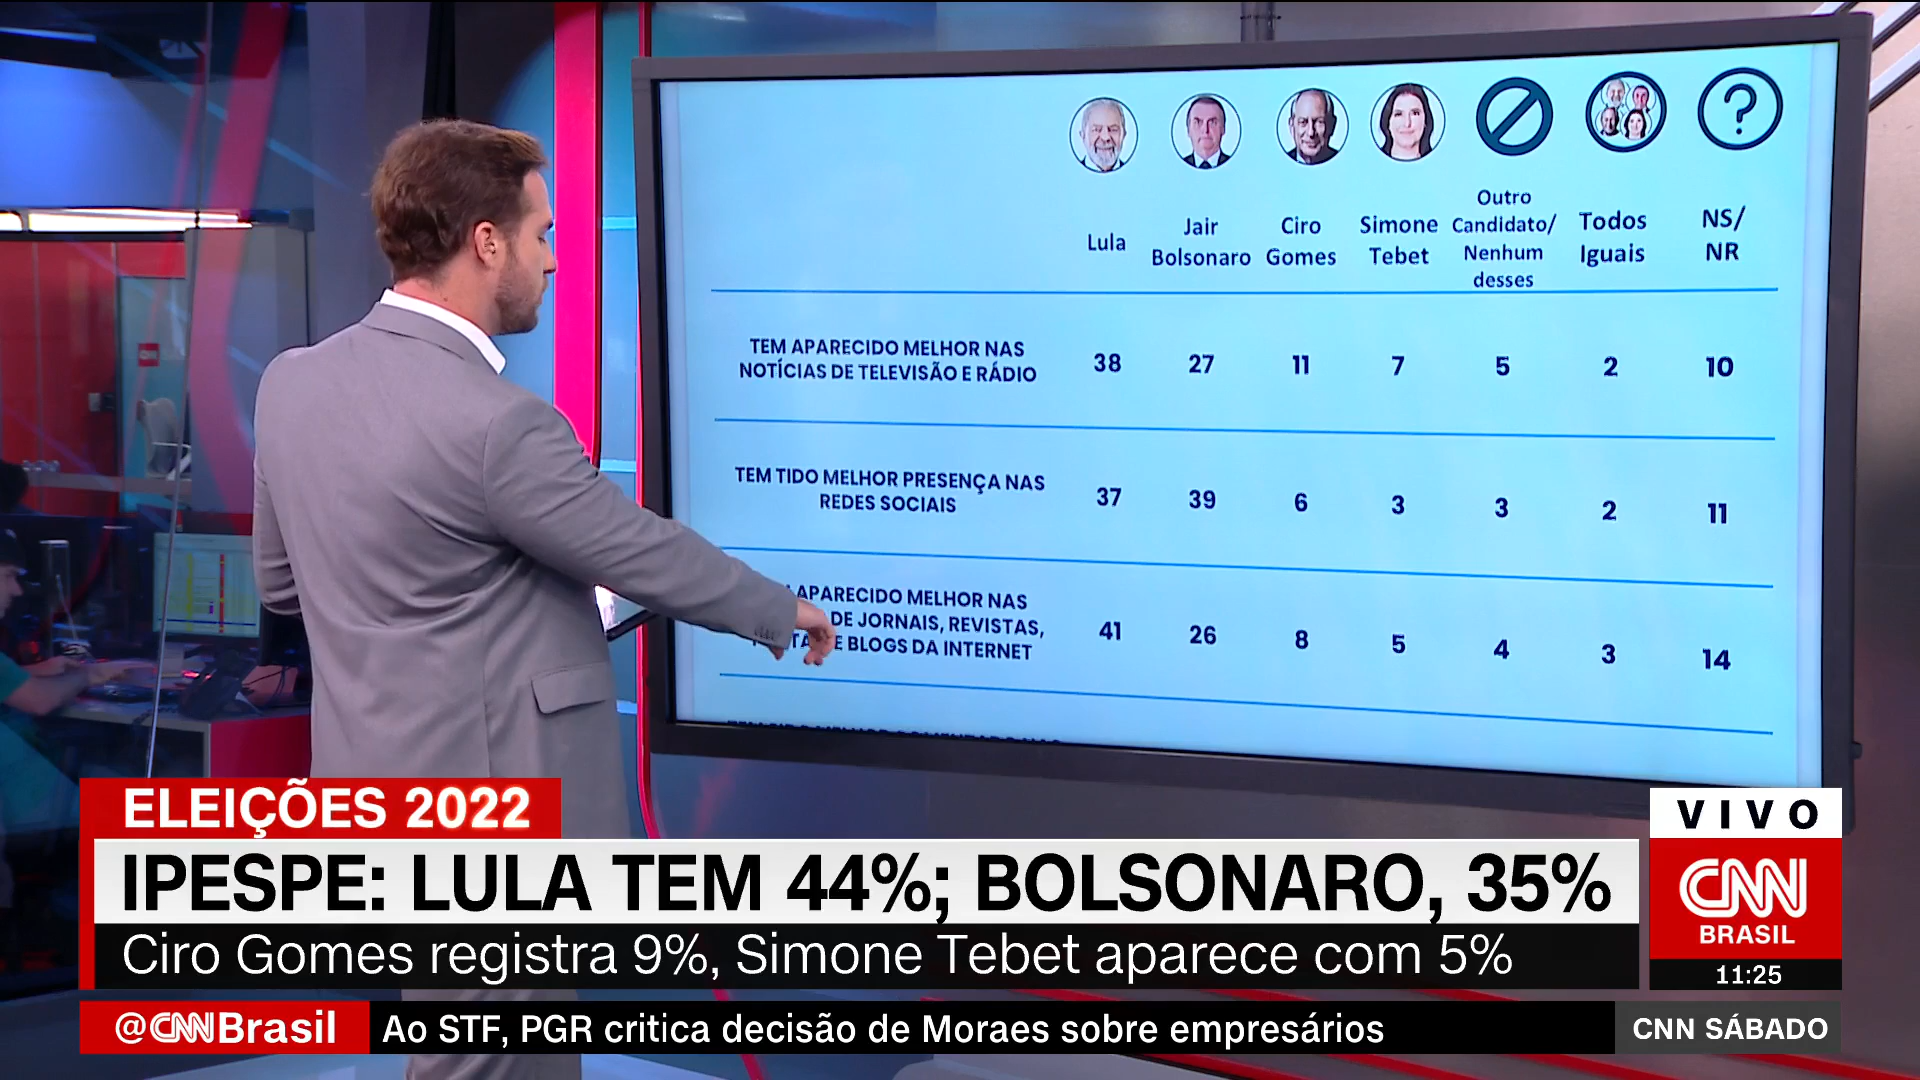 Lula
Jair
Bolsonaro
Ciro
Gomes
Simone
Tebet
Outro
Candidato/
Nenhum
desses
Todos
Iguais
NS/
NR
TEM APARECIDO MELHOR NAS
NOTÍCIAS DE TELEVISÃO E RÁDIO
38 27 11 7 5 2 10
TEM TIDO MELHOR PRESENÇA NAS
REDES SOCIAIS
37 39 6 3 3 2 11
APARECIDO MELHOR NAS
DE JORNAIS, REVISTAS,
E BLOGS DA INTERNET
41 26 8 5 4 3 14
ELEIÇÕES 2022
IPESPE: LULA TEM 44%; BOLSONARO, 35%
Ciro Gomes registra 9%, Simone Tebet aparece com 5%
VIVO
CNN
BRASIL
11:25
@CNNBrasil
Ao STF, PGR critica decisão de Moraes sobre empresários
CNN SÁBADO